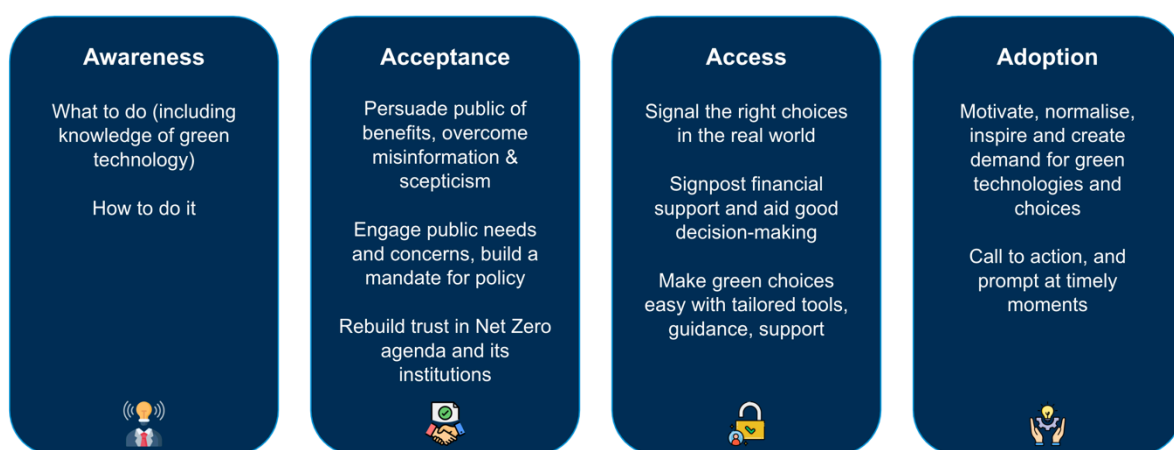 Awareness
What to do (including
knowledge of green
technology)
How to do it
Acceptance
Persuade public of
benefits, overcome
misinformation &
scepticism
Engage public needs
and concerns, build a
mandate for policy
Rebuild trust in Net Zero
agenda and its
institutions
Access
Signal the right choices
in the real world
Signpost financial
support and aid good
decision-making
Make green choices
easy with tailored tools,
guidance, support
Adoption
Motivate, normalise,
inspire and create
demand for green
technologies and
choices
Call to action, and
prompt at timely
moments